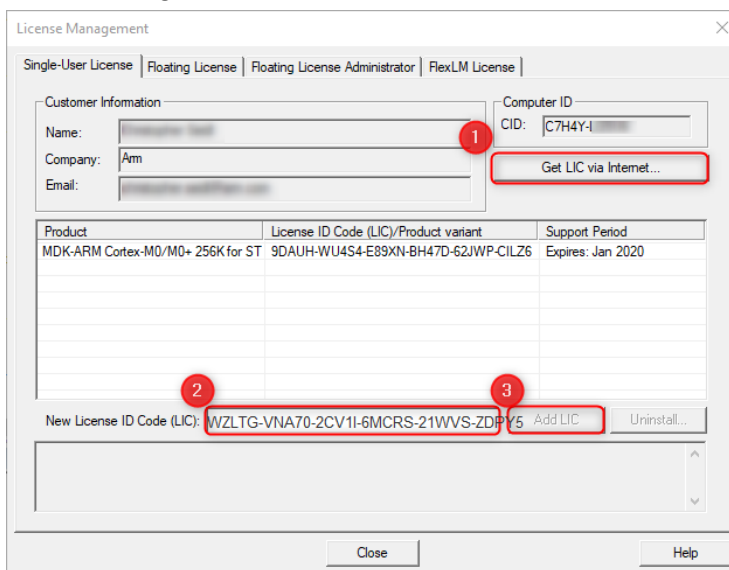 License Management
Single-User License Floating License Floating License Administrator FlexLM License
Customer Information
Computer ID
Name:
1
CID: C7H4Y-
Company: Arm
Get LIC via Internet...
Email:
Product License ID Code (LIC)/Product variant Support Period
MDK-ARM Cortex-M0/M0+ 256K for ST 9DAUH-WU4S4-E89XN-BH47D-62JWP-CILZ6 Expires: Jan 2020
2 3
New License ID Code (LIC): WZLTG-VNA70-2CV1I-6MCRS-21WVS-ZDPY5 Add LIC Uninstall...
Close Help